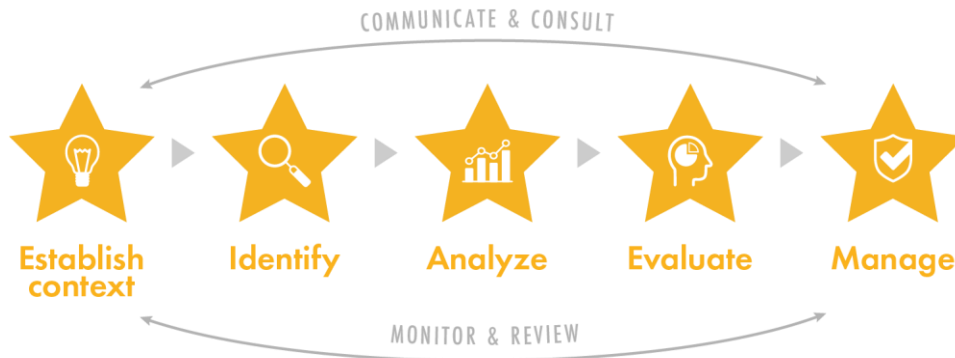 COMMUNICATE & CONSULT
Establish
context
Identify
Analyze
Evaluate
Manage
MONITOR & REVIEW